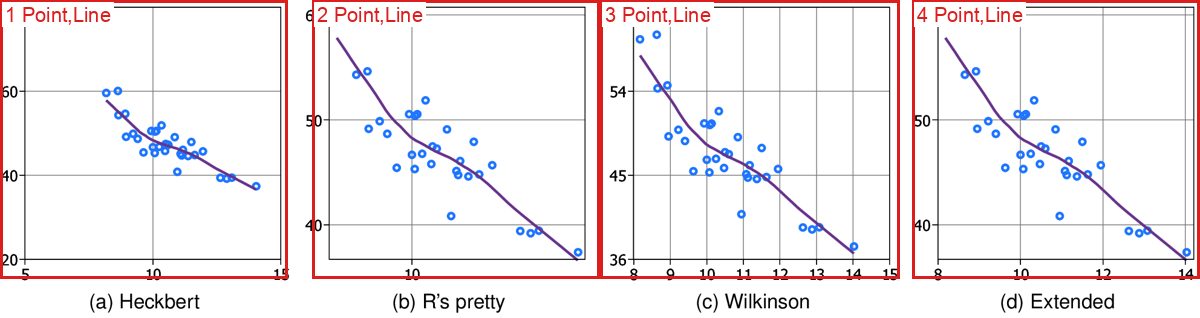 1 Point,Line
60
40
20
5 10 15
(a) Heckbert
2 Point,Line
6
50
40
10
(b) R's pretty
3 Point,Line
54
45
36
8 9 10 11 12 13 14 15
(c) Wilkinson
4 Point,Line
50
40
8 10 12 14
(d) Extended